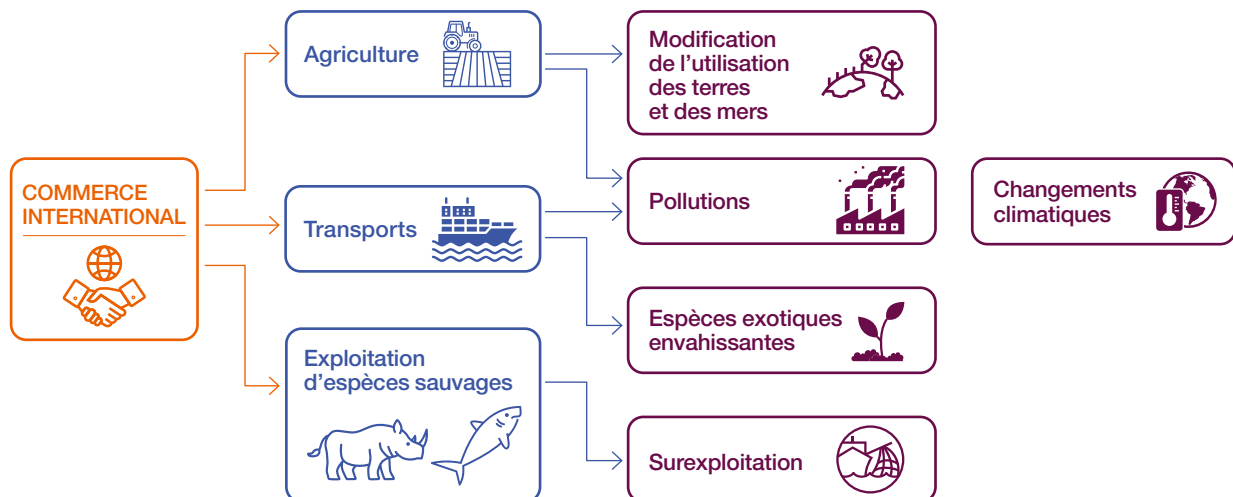 COMMERCE
INTERNATIONAL
Agriculture
Transports
Exploitation
d’espèces sauvages
Modification
de l’utilisation
des terres
et des mers
Pollutions
Espèces exotiques
envahissantes
Surexploitation
Changements
climatiques